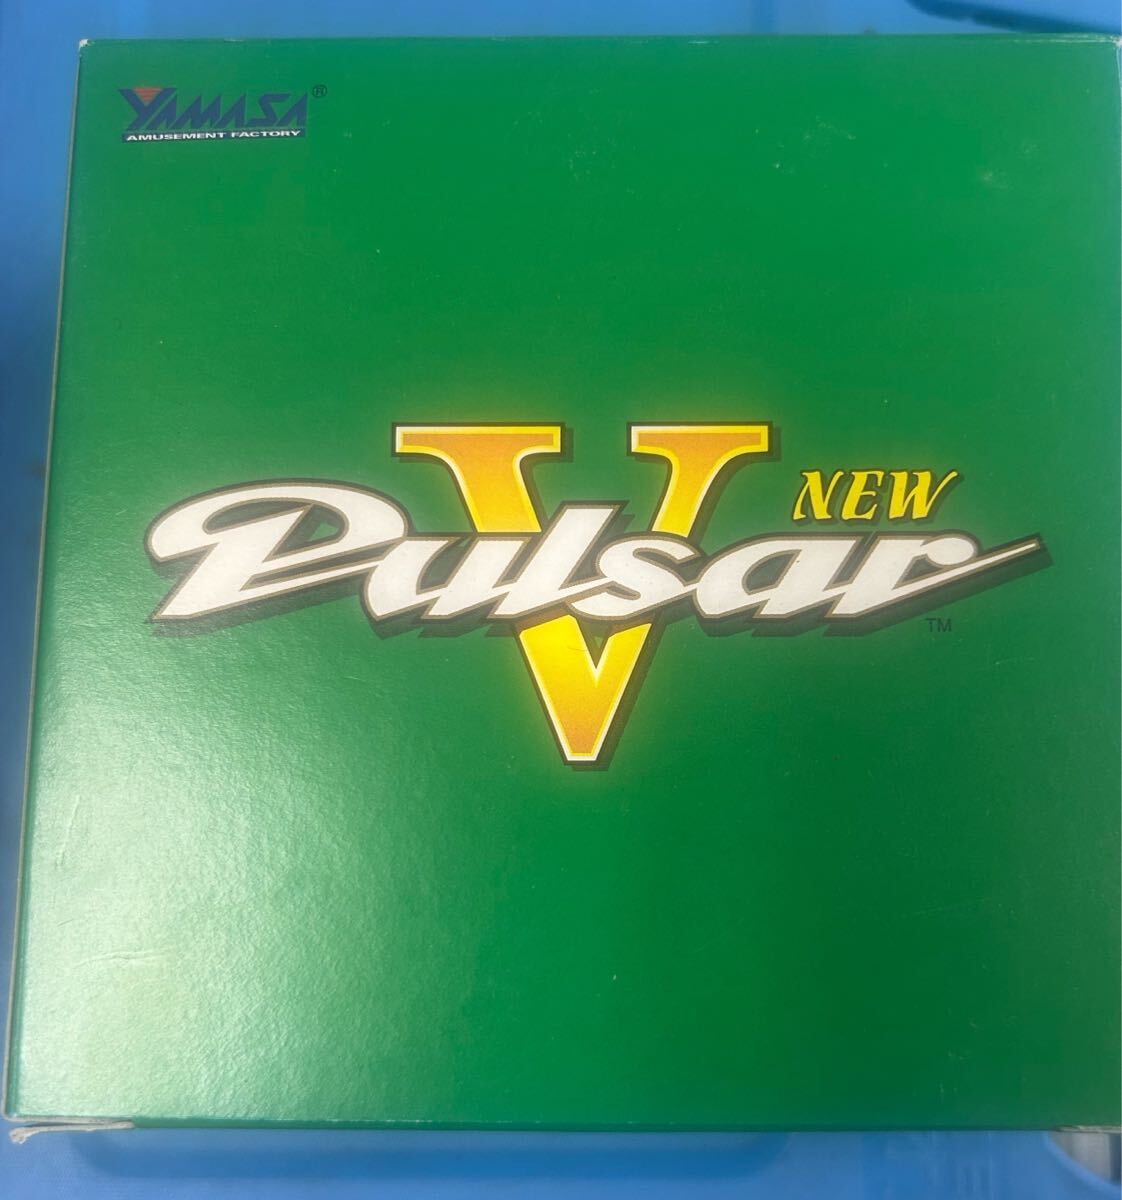 YAMASA®
AMUSEMENT FACTORY
NEW
Pulsar V
TM